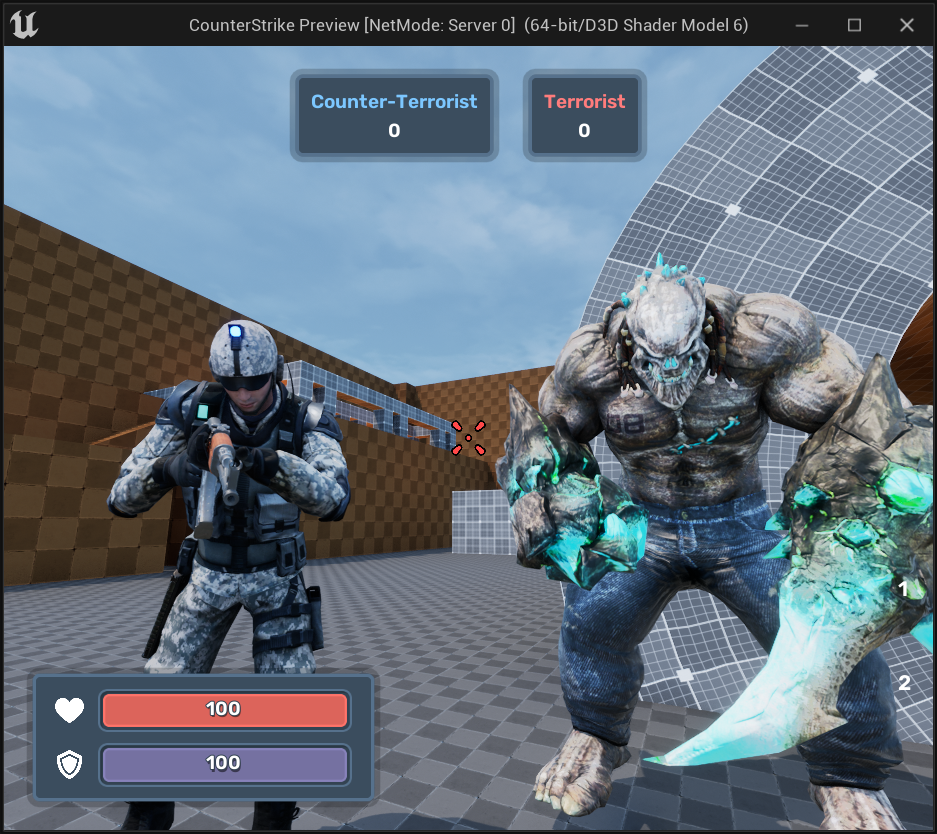 CounterStrike Preview [NetMode: Server 0]  (64-bit/D3D Shader Model 6)
Counter-Terrorist
0
Terrorist
0
GB
1
2
100
100